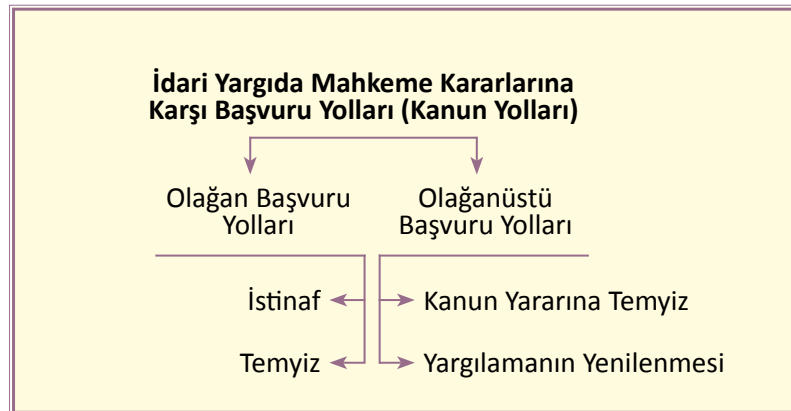 İdari Yargıda Mahkeme Kararlarına
Karşı Başvuru Yolları (Kanun Yolları)
Olağan Başvuru
Yolları
Olağanüstü
Başvuru Yolları
İstinaf
Kanun Yararına Temyiz
Temyiz
Yargılamanın Yenilenmesi